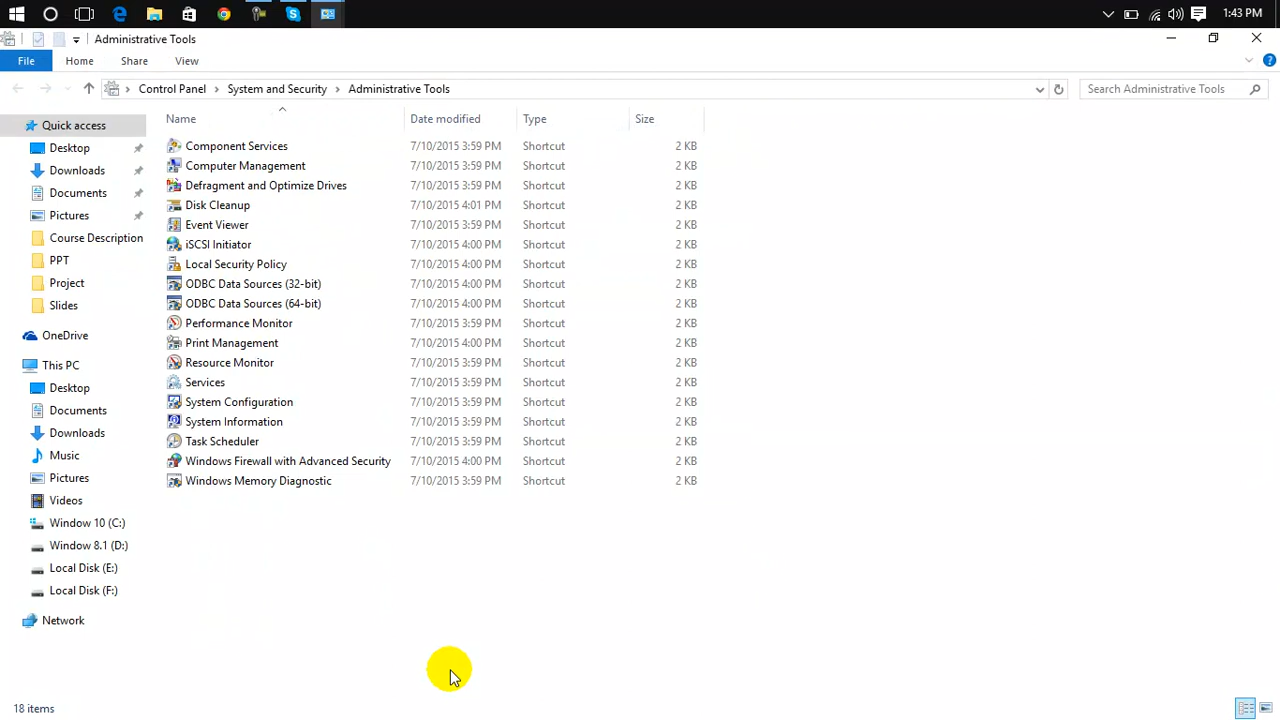 1:43 PM
Administrative Tools
File Home Share View
Control Panel System and Security Administrative Tools Search Administrative Tools
Name Date modified Type Size
Quick access
Desktop
Downloads
Documents
Pictures
Course Description
PPT
Project
Slides
OneDrive
This PC
Desktop
Documents
Downloads
Music
Pictures
Videos
Window 10 (C:)
Window 8.1 (D:)
Local Disk (E:)
Local Disk (F:)
Network
Component Services 7/10/2015 3:59 PM Shortcut 2 KB
Computer Management 7/10/2015 3:59 PM Shortcut 2 KB
Defragment and Optimize Drives 7/10/2015 3:59 PM Shortcut 2 KB
Disk Cleanup 7/10/2015 4:01 PM Shortcut 2 KB
Event Viewer 7/10/2015 3:59 PM Shortcut 2 KB
iSCSI Initiator 7/10/2015 4:00 PM Shortcut 2 KB
Local Security Policy 7/10/2015 4:00 PM Shortcut 2 KB
ODBC Data Sources (32-bit) 7/10/2015 4:00 PM Shortcut 2 KB
ODBC Data Sources (64-bit) 7/10/2015 4:00 PM Shortcut 2 KB
Performance Monitor 7/10/2015 3:59 PM Shortcut 2 KB
Print Management 7/10/2015 4:00 PM Shortcut 2 KB
Resource Monitor 7/10/2015 3:59 PM Shortcut 2 KB
Services 7/10/2015 3:59 PM Shortcut 2 KB
System Configuration 7/10/2015 3:59 PM Shortcut 2 KB
System Information 7/10/2015 3:59 PM Shortcut 2 KB
Task Scheduler 7/10/2015 3:59 PM Shortcut 2 KB
Windows Firewall with Advanced Security 7/10/2015 4:00 PM Shortcut 2 KB
Windows Memory Diagnostic 7/10/2015 3:59 PM Shortcut 2 KB
18 items